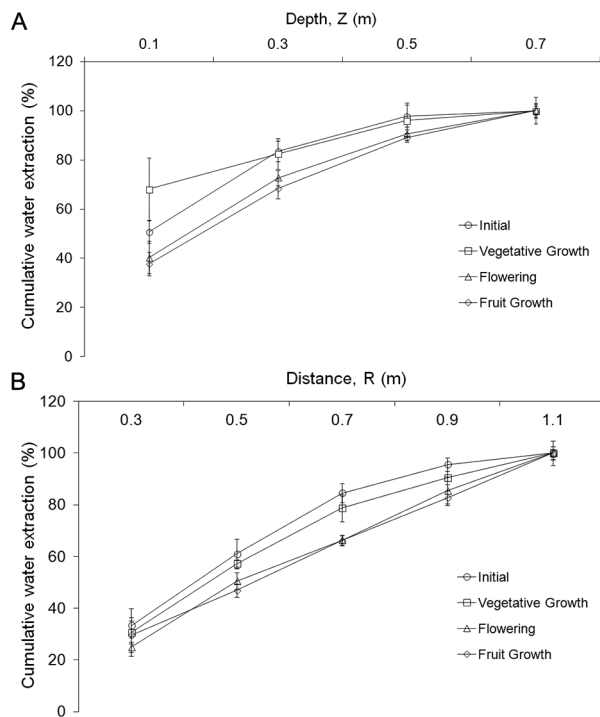 A
Depth, Z (m)
0.1 0.3 0.5 0.7
120
100
80
60
40
20
0
Cumulative water extraction (%)
Initial
Vegetative Growth
Flowering
Fruit Growth
B
Distance, R (m)
0.3 0.5 0.7 0.9 1.1
120
100
80
60
40
20
0
Cumulative water extraction (%)
Initial
Vegetative Growth
Flowering
Fruit Growth